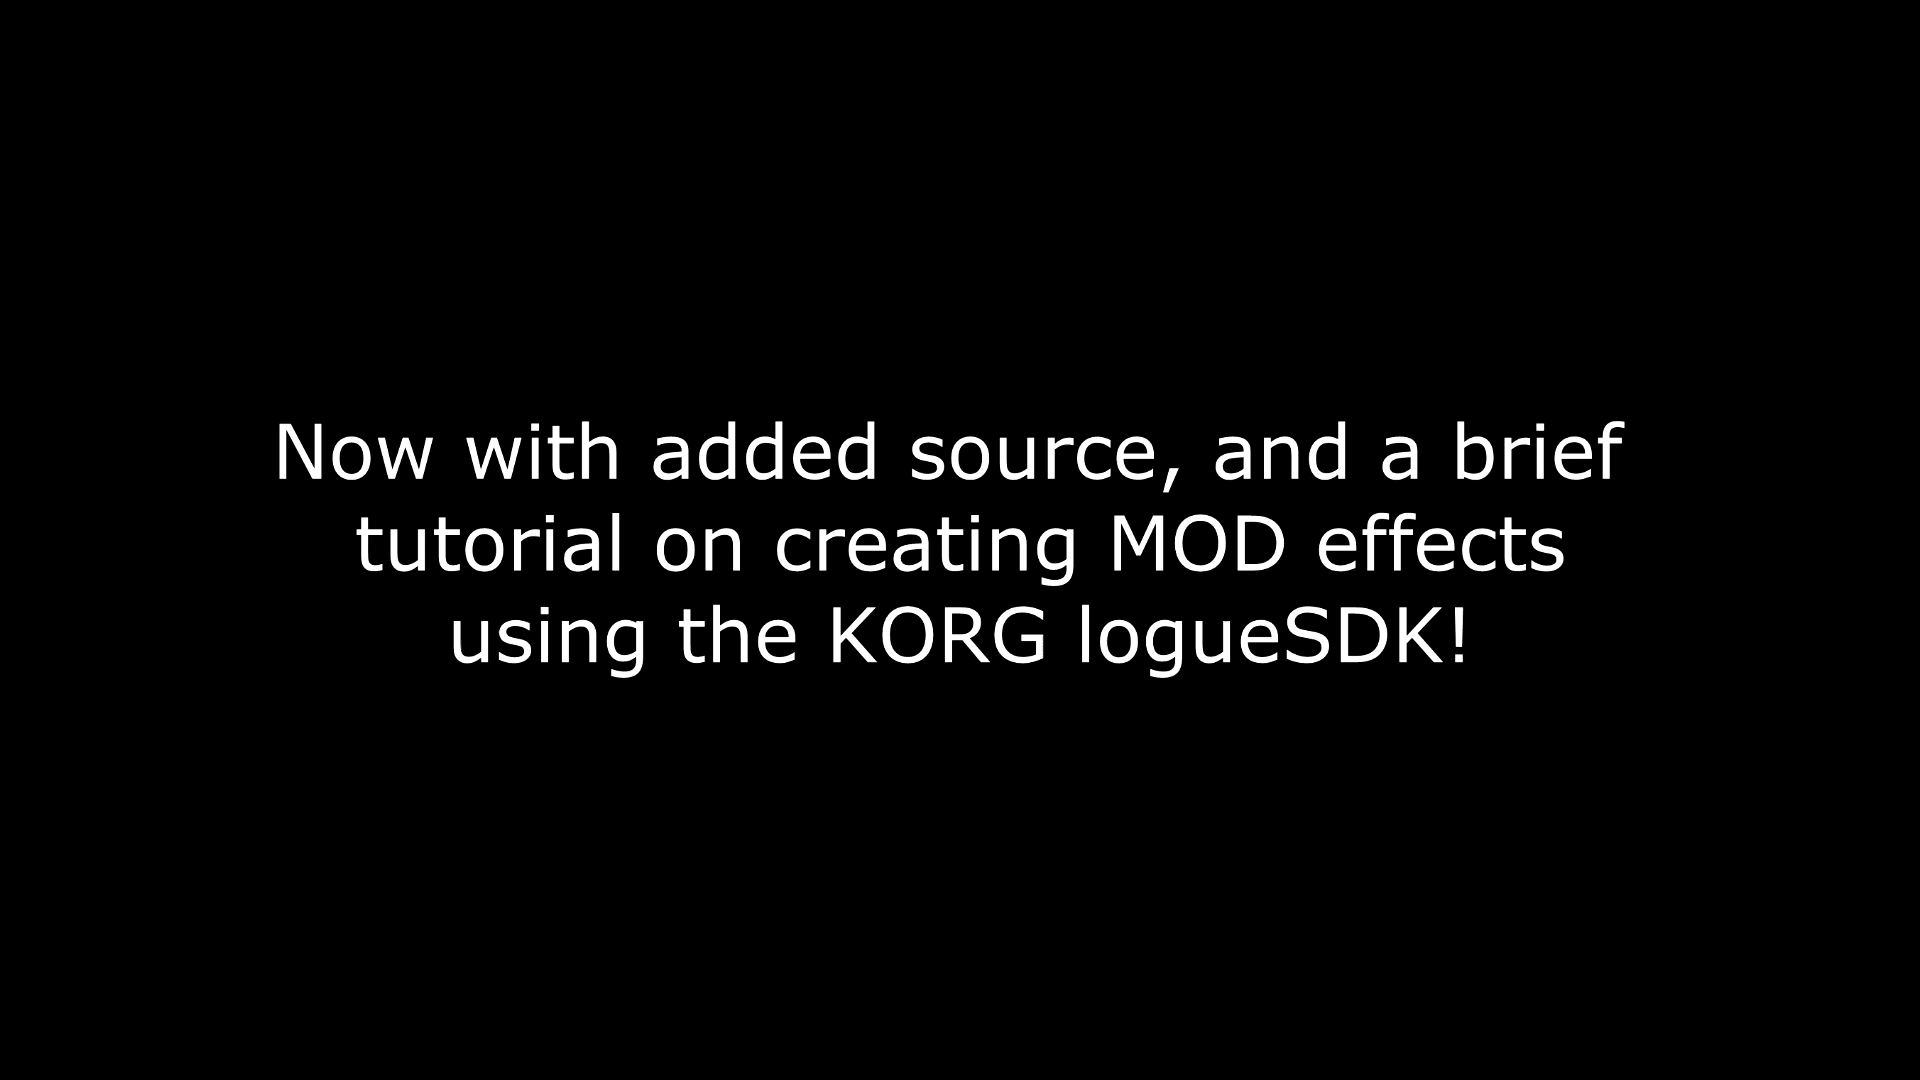 Now with added source, and a brief
tutorial on creating MOD effects
using the KORG logueSDK!